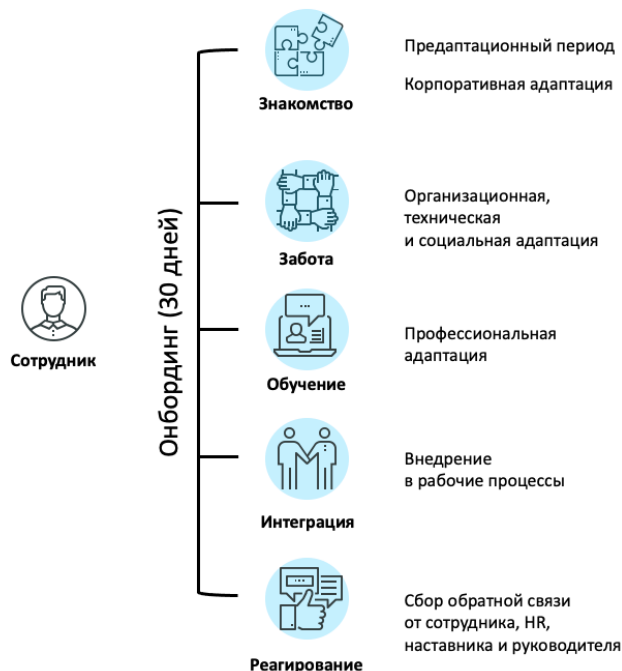 Предаптационный период
Корпоративная адаптация
Знакомство
Организационная,
техническая
и социальная адаптация
Забота
Онбординг (30 дней)
Сотрудник
Профессиональная
адаптация
Обучение
Внедрение
в рабочие процессы
Интеграция
Сбор обратной связи
от сотрудника, HR,
наставника и руководителя
Реагирование